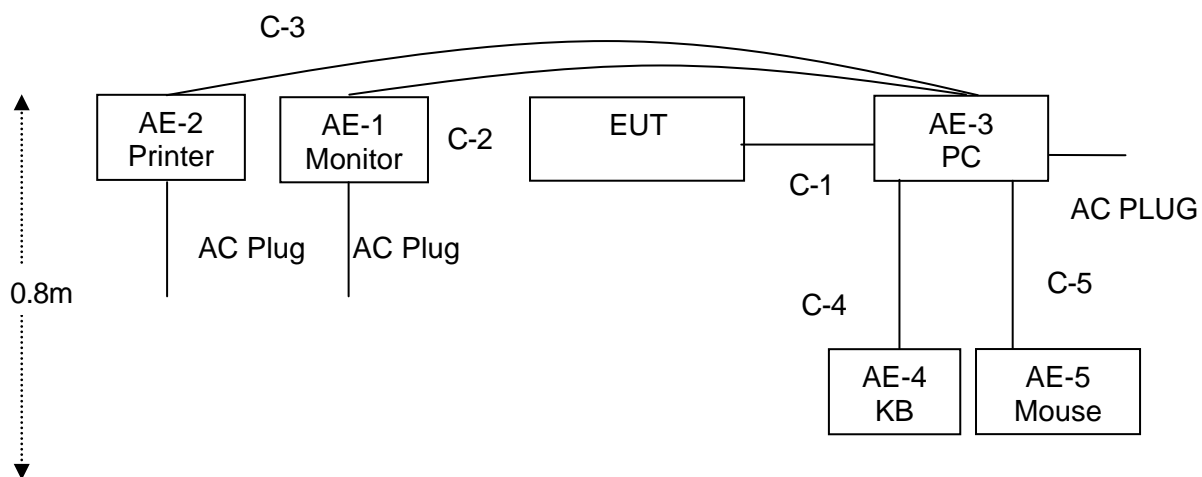 C-3
AE-2
Printer
AE-1
Monitor
C-2
EUT
AE-3
PC
C-1
AC PLUG
AC Plug
AC Plug
0.8m
C-4
C-5
AE-4
KB
AE-5
Mouse